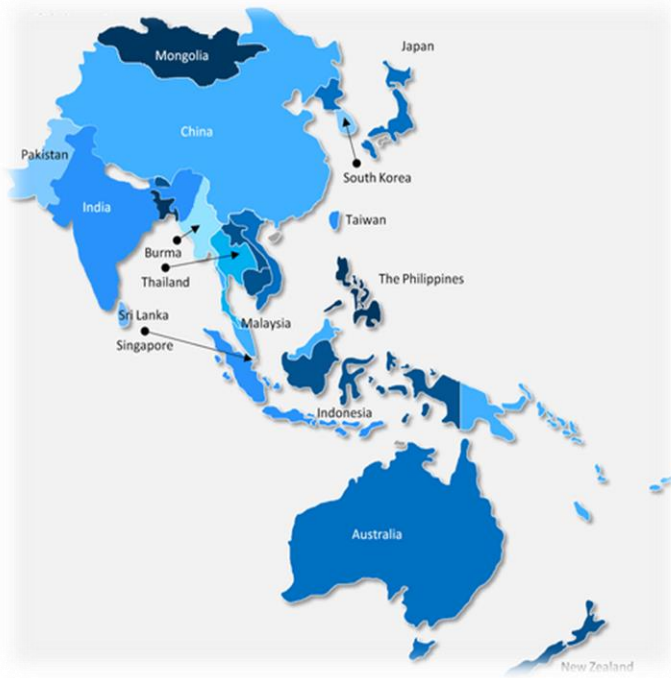 Japan
Mongolia
China
Pakistan
South Korea
India
Taiwan
Burma
Thailand
The Philippines
Sri Lanka
Malaysia
Singapore
Indonesia
Australia
New Zealand